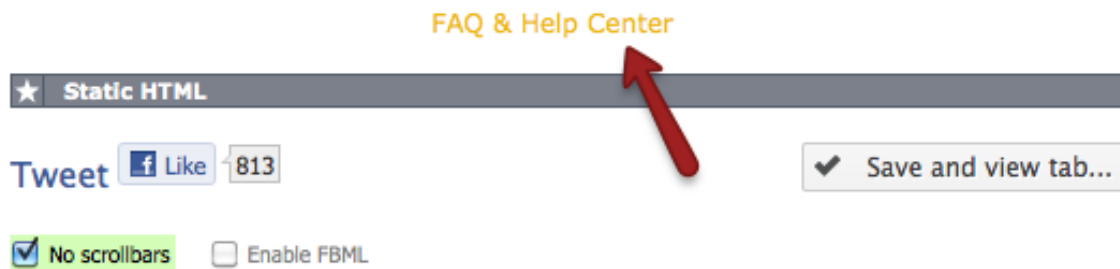 FAQ & Help Center
Static HTML
Tweet Like 813
Save and view tab...
No scrollbars Enable FBML